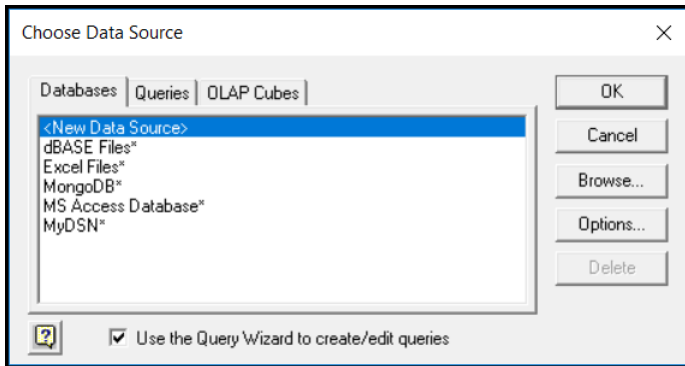 Choose Data Source
Databases Queries OLAP Cubes
<New Data Source>
dBASE Files*
Excel Files*
MongoDB*
MS Access Database*
MyDSN*
OK
Cancel
Browse...
Options...
Delete
Use the Query Wizard to create/edit queries